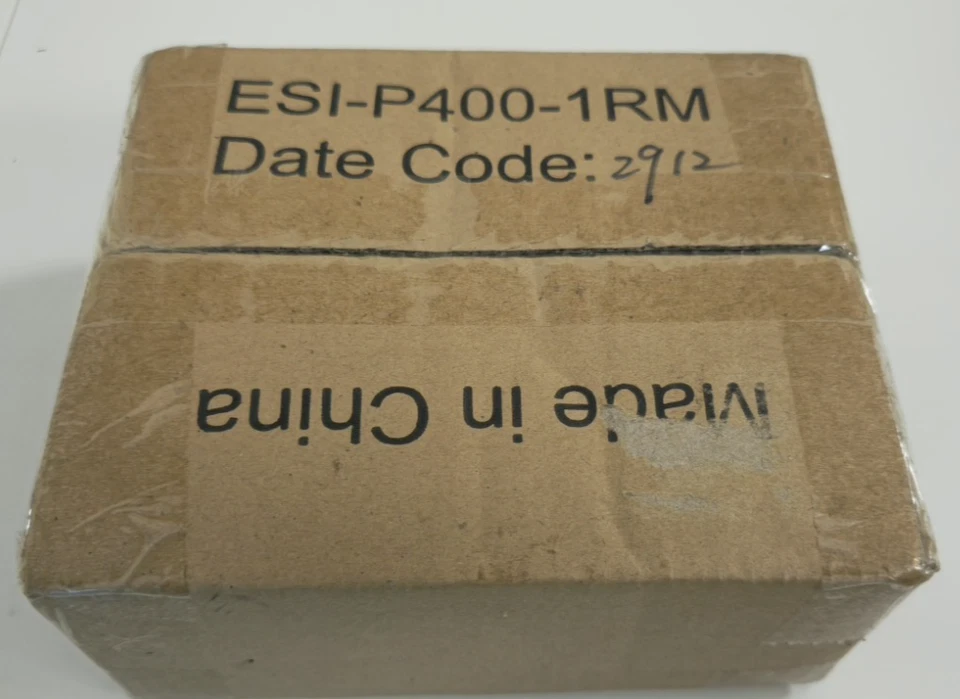 ESI-P400-1RM
Date Code: 2912
Made in China